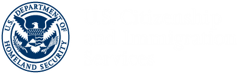 U.S. DEPARTMENT OF
HOMELAND SECURITY